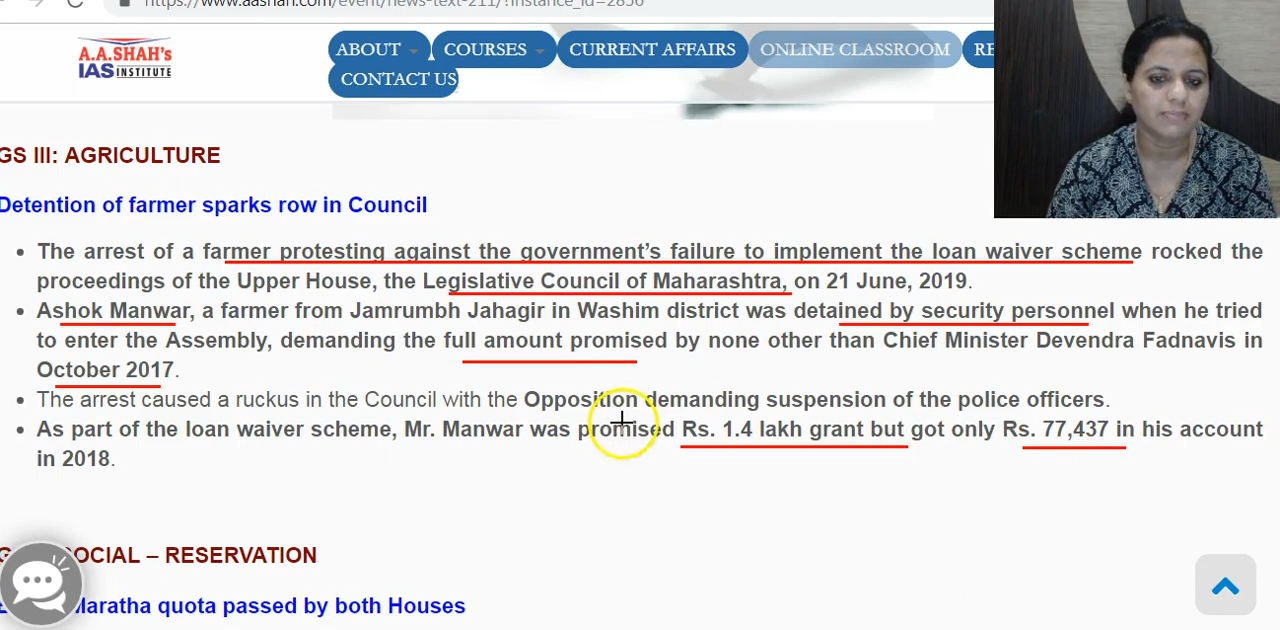 https://www.aashah.com/event/news-text-211/?instance_id=2856
A.A.SHAH's
IAS INSTITUTE
ABOUT COURSES CURRENT AFFAIRS ONLINE CLASSROOM RE
CONTACT US
GS III: AGRICULTURE
Detention of farmer sparks row in Council
The arrest of a farmer protesting against the government's failure to implement the loan waiver scheme rocked the
proceedings of the Upper House, the Legislative Council of Maharashtra, on 21 June, 2019.
Ashok Manwar, a farmer from Jamrumbh Jahagir in Washim district was detained by security personnel when he tried
to enter the Assembly, demanding the full amount promised by none other than Chief Minister Devendra Fadnavis in
October 2017.
The arrest caused a ruckus in the Council with the Opposition demanding suspension of the police officers.
As part of the loan waiver scheme, Mr. Manwar was promised Rs. 1.4 lakh grant but got only Rs. 77,437 in his account
in 2018.
SOCIAL – RESERVATION
Maratha quota passed by both Houses